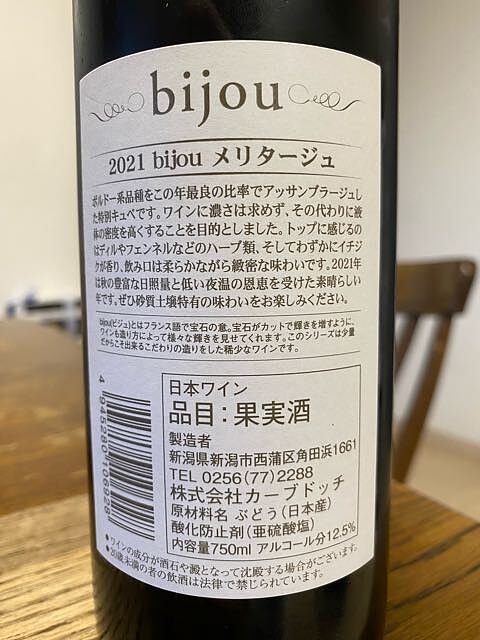 bijou
2021 bijou メリタージュ
ボルドー系品種をこの年最良の比率でアッサンブラージュし
た特別キュベです。ワインに濃さは求めず、その代わりに液
体の密度を高くすることを目的としました。トップに感じるの
はディルやフェンネルなどのハーブ類、そしてわずかにイチジ
クが香り、飲み口は柔らかながら緻密な味わいです。2021年
は秋の豊富な日照量と低い夜温の恩恵を受けた素晴らしい
年です。ぜひ砂質土壌特有の味わいをお楽しみください。
bijou(ビジュ)とはフランス語で宝石の意。宝石がカットで輝きを増すように、
ワインも造り方によって様々な輝きを見せてくれます。このシリーズは少量
だからこそ出来るこだわりの造りをした稀少なワインです。
日本ワイン
品目：果実酒
製造者
新潟県新潟市西蒲区角田浜1661
TEL 0256(77)2288
株式会社カーブドッチ
原材料名 ぶどう(日本産)
酸化防止剤(亜硫酸塩)
内容量750ml アルコール分12.5%
4 945280 106928
●ワインの成分が酒石や澱となって沈殿する場合がございます。
●20歳未満の者の飲酒は法律で禁じられています。